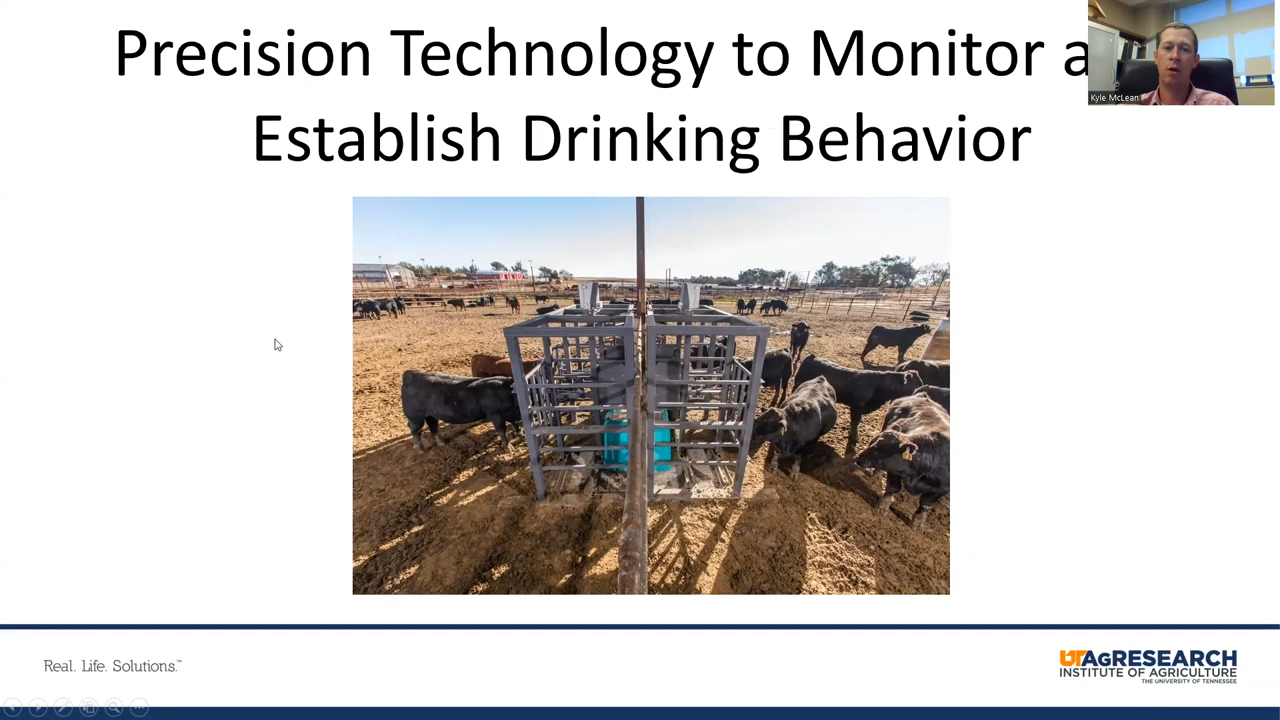 Precision Technology to Monitor a
Establish Drinking Behavior
Kyle McLean
Real. Life. Solutions.™
UTAGRESEARCH
INSTITUTE OF AGRICULTURE
THE UNIVERSITY OF TENNESSEE